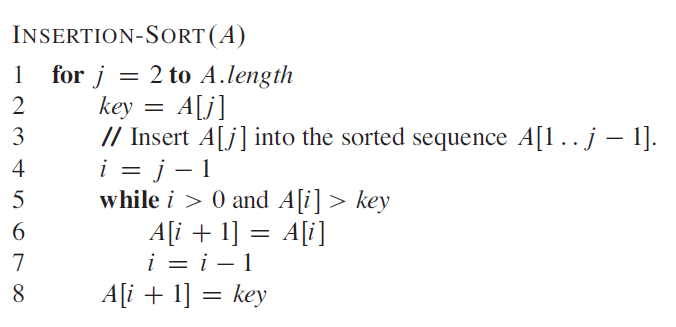 INSERTION-SORT(A)
1 for j = 2 to A.length
2 key = A[j]
3 // Insert A[j] into the sorted sequence A[1 . . j − 1].
4 i = j − 1
5 while i > 0 and A[i] > key
6 A[i + 1] = A[i]
7 i = i − 1
8 A[i + 1] = key